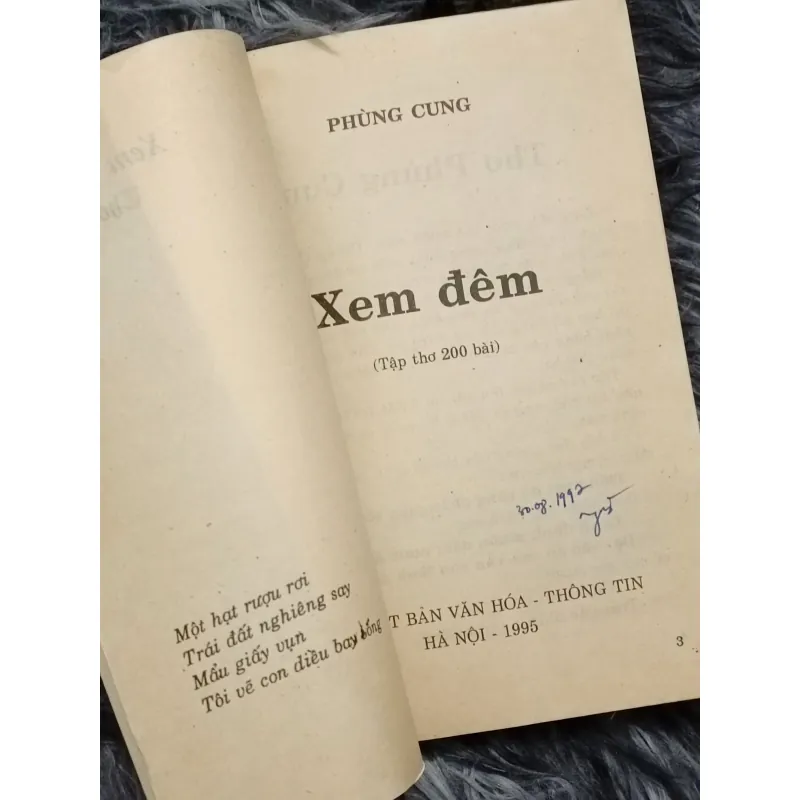 Một hạt rượu rơi
Trái đất nghiêng say
Mẩu giấy vụn
Tôi vẽ con diều bay bổng
PHÙNG CUNG
Xem đêm
(Tập thơ 200 bài)
30.08.1997
T BẢN VĂN HÓA - THÔNG TIN
HÀ NỘI - 1995
3